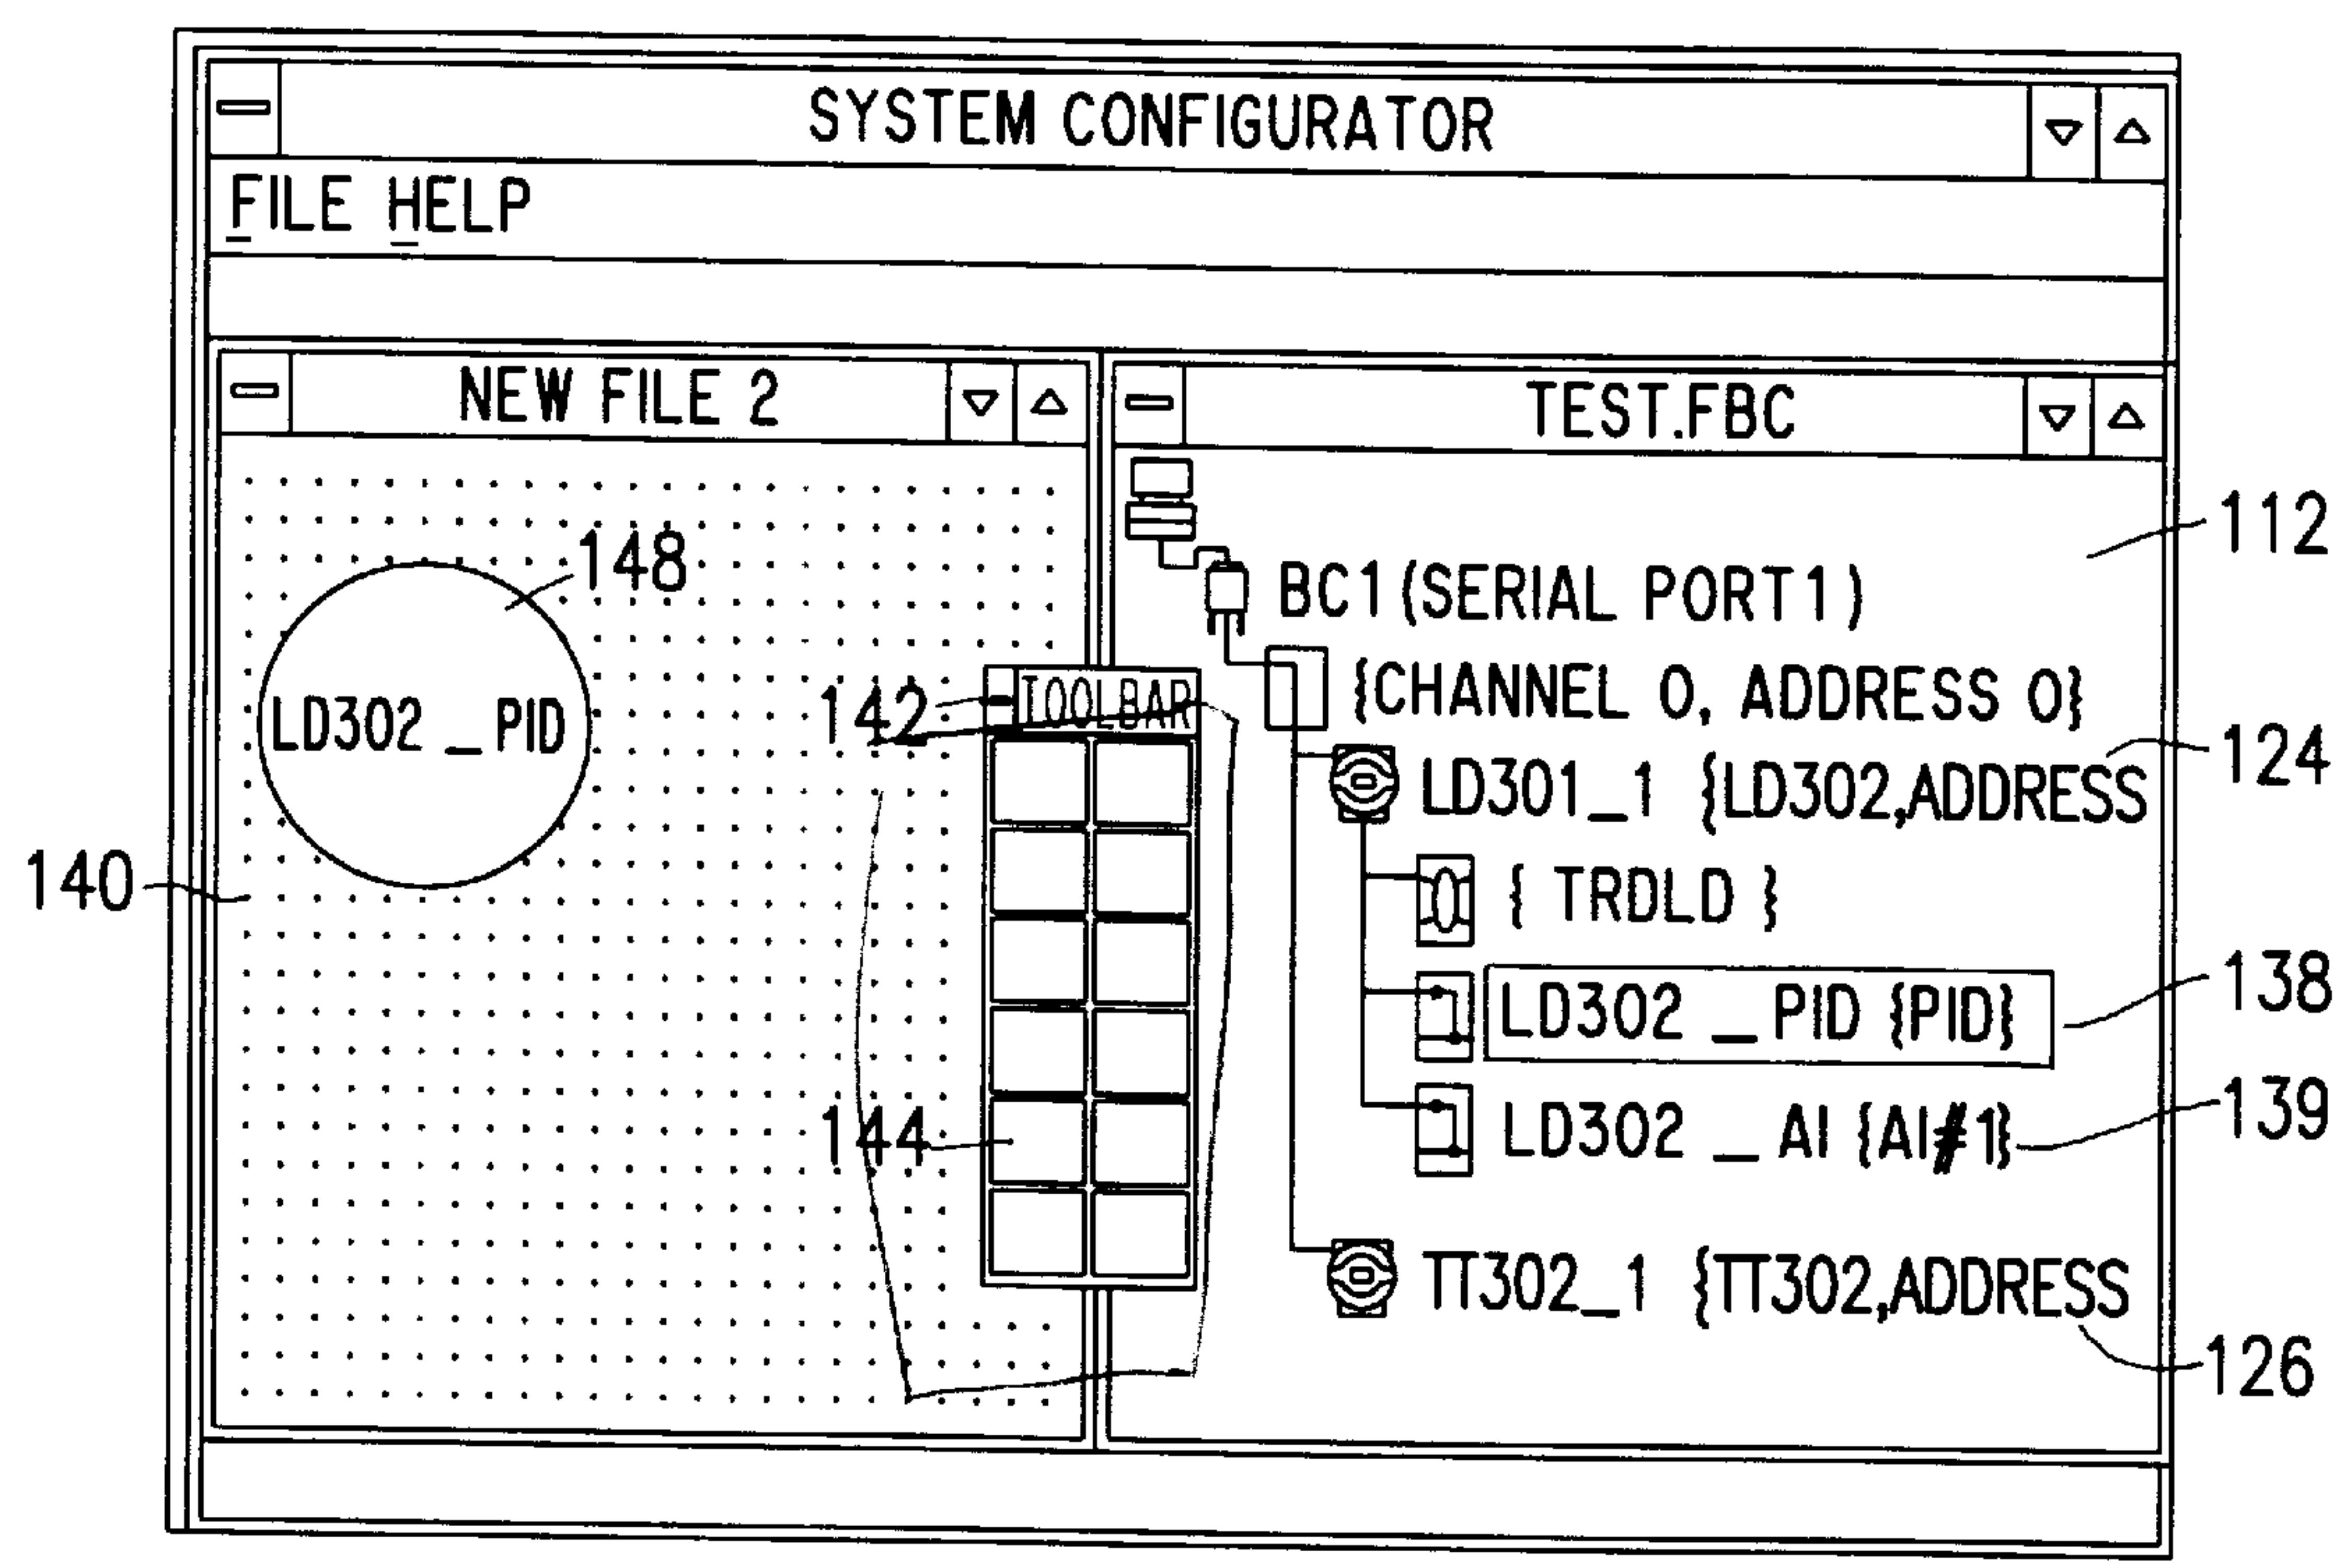 SYSTEM CONFIGURATOR
FILE HELP
NEW FILE 2
TEST.FBC
112
148
BC1 (SERIAL PORT 1)
142
TOOLBAR
{CHANNEL 0, ADDRESS 0}
LD302 _ PID
124
LD301_1 {LD302,ADDRESS
140
{ TRDLD }
138
LD302 _ PID {PID}
139
144
LD302 _ AI {AI#1}
TT302_1 {TT302,ADDRESS
126